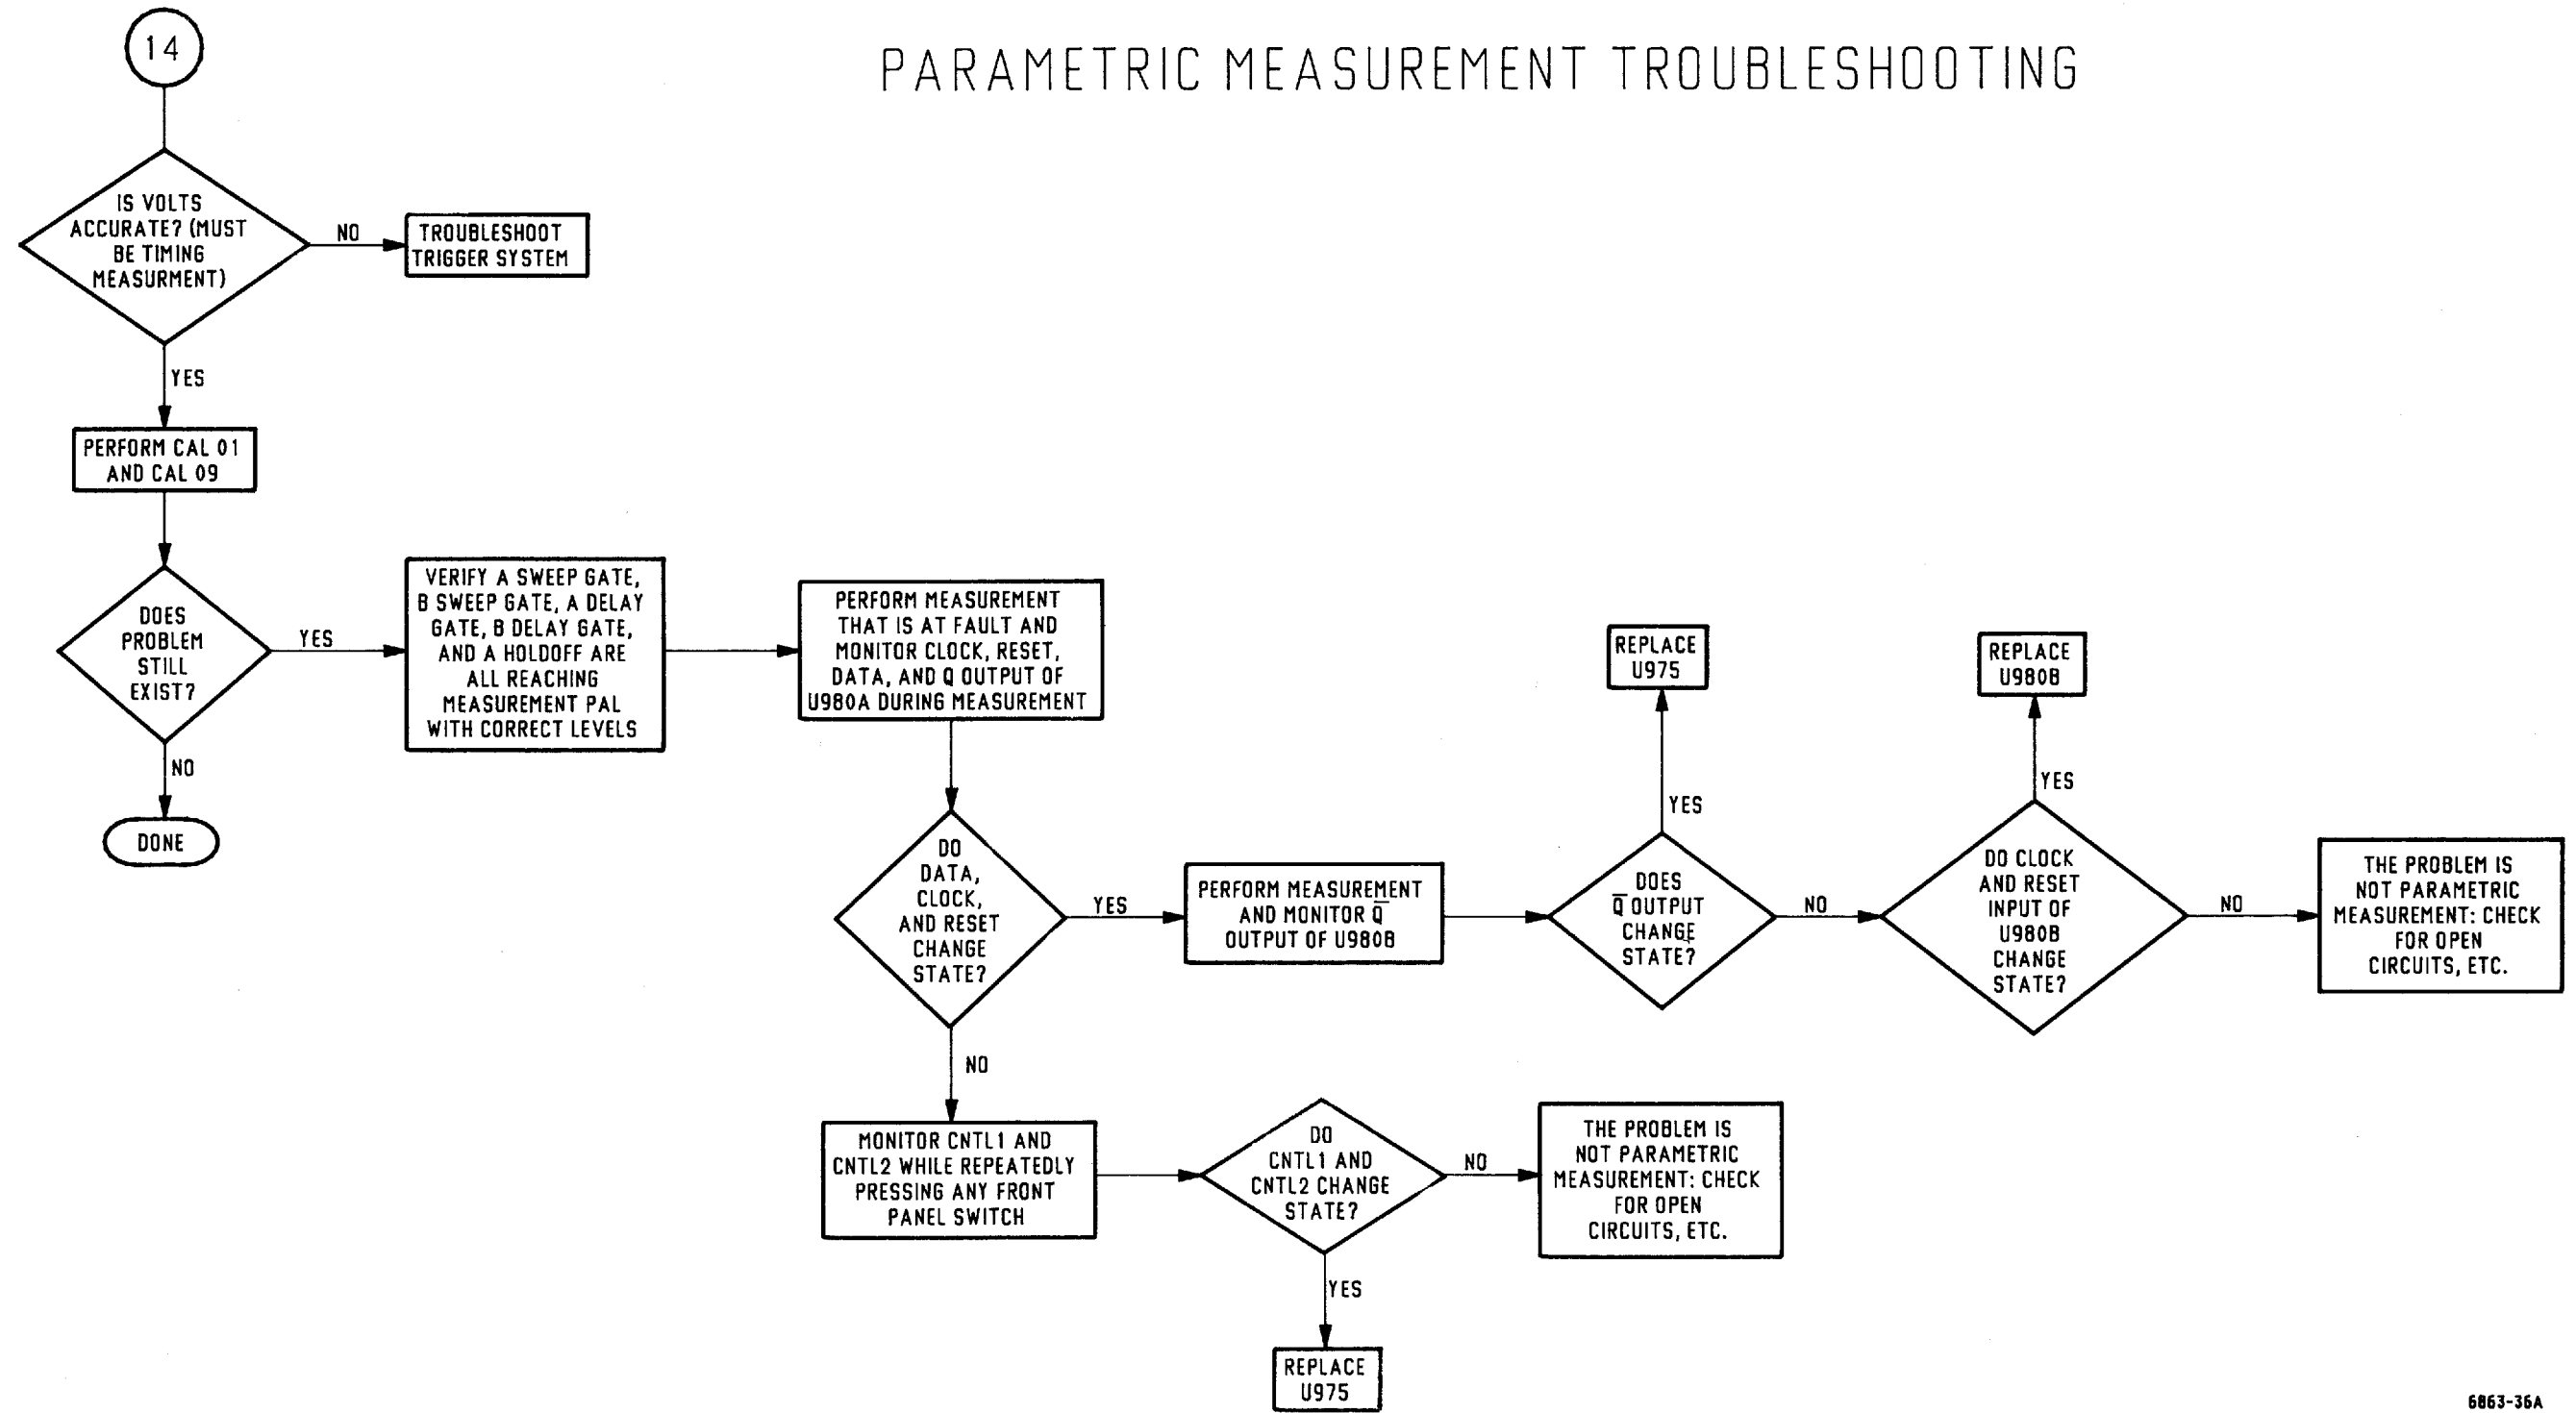 14
PARAMETRIC MEASUREMENT TROUBLESHOOTING
IS VOLTS
ACCURATE? (MUST
BE TIMING
MEASURMENT)
NO
TROUBLESHOOT
TRIGGER SYSTEM
YES
PERFORM CAL 01
AND CAL 09
DOES
PROBLEM
STILL
EXIST?
YES
NO
DONE
VERIFY A SWEEP GATE,
B SWEEP GATE, A DELAY
GATE, B DELAY GATE,
AND A HOLDOFF ARE
ALL REACHING
MEASUREMENT PAL
WITH CORRECT LEVELS
PERFORM MEASUREMENT
THAT IS AT FAULT AND
MONITOR CLOCK, RESET,
DATA, AND Q OUTPUT OF
U980A DURING MEASUREMENT
DO
DATA,
CLOCK,
AND RESET
CHANGE
STATE?
YES
PERFORM MEASUREMENT
AND MONITOR Q̅
OUTPUT OF U980B
DOES
Q̅ OUTPUT
CHANGE
STATE?
YES
REPLACE
U975
NO
DO CLOCK
AND RESET
INPUT OF
U980B
CHANGE
STATE?
YES
REPLACE
U980B
NO
THE PROBLEM IS
NOT PARAMETRIC
MEASUREMENT: CHECK
FOR OPEN
CIRCUITS, ETC.
NO
MONITOR CNTL1 AND
CNTL2 WHILE REPEATEDLY
PRESSING ANY FRONT
PANEL SWITCH
DO
CNTL1 AND
CNTL2 CHANGE
STATE?
NO
THE PROBLEM IS
NOT PARAMETRIC
MEASUREMENT: CHECK
FOR OPEN
CIRCUITS, ETC.
YES
REPLACE
U975
6863-36A